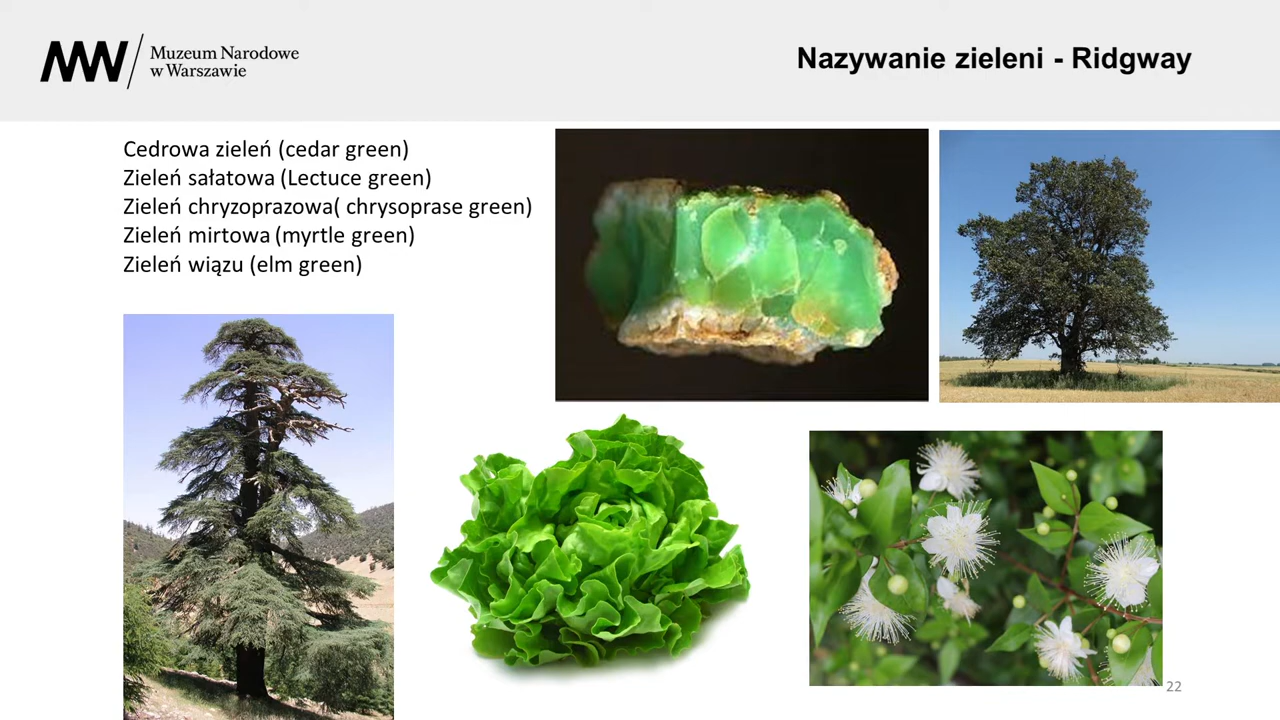 MW
Muzeum Narodowe
w Warszawie
Nazywanie zieleni - Ridgway
Cedrowa zieleń (cedar green)
Zieleń sałatowa (Lectuce green)
Zieleń chryzoprazowa( chrysoprase green)
Zieleń mirtowa (myrtle green)
Zieleń wiązu (elm green)
22